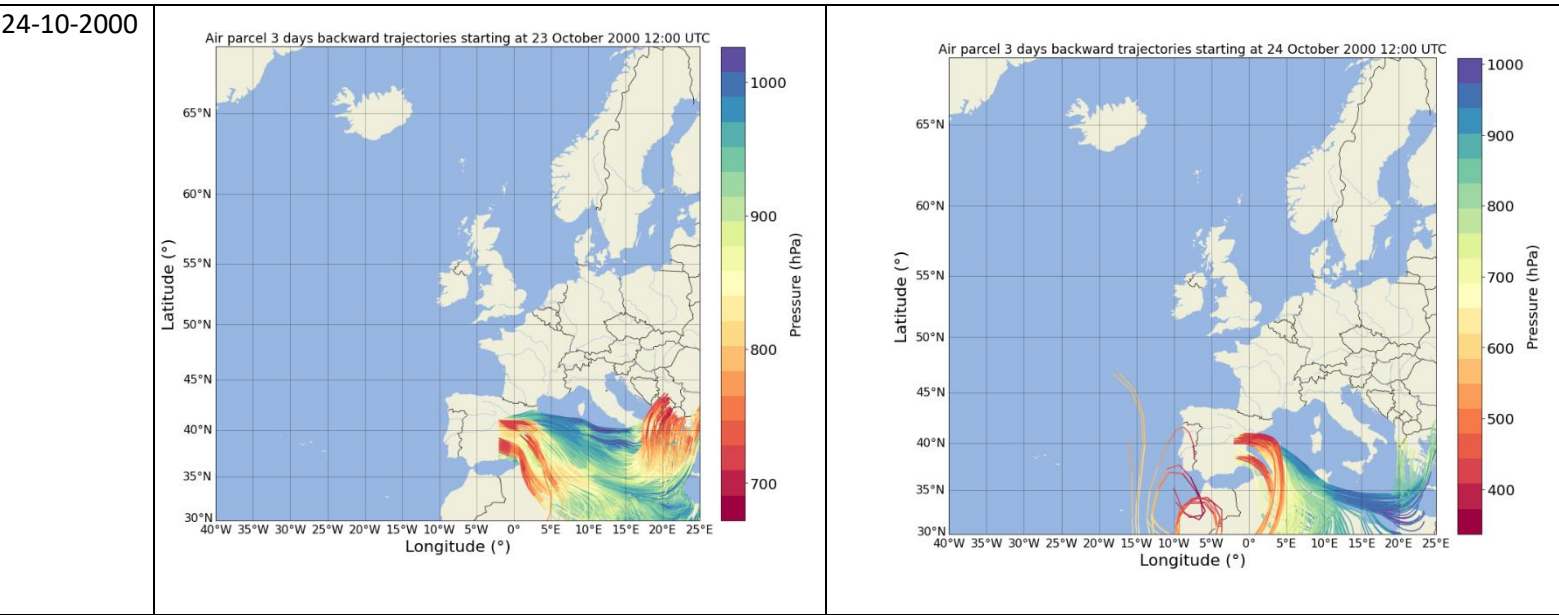 24-10-2000
Air parcel 3 days backward trajectories starting at 23 October 2000 12:00 UTC
65°N
60°N
55°N
50°N
45°N
40°N
35°N
30°N
Latitude (°)
40°W 35°W 30°W 25°W 20°W 15°W 10°W 5°W 0° 5°E 10°E 15°E 20°E 25°E
Longitude (°)
1000
900
800
700
Pressure (hPa)
Air parcel 3 days backward trajectories starting at 24 October 2000 12:00 UTC
65°N
60°N
55°N
50°N
45°N
40°N
35°N
30°N
Latitude (°)
40°W 35°W 30°W 25°W 20°W 15°W 10°W 5°W 0° 5°E 10°E 15°E 20°E 25°E
Longitude (°)
1000
900
800
700
600
500
400
Pressure (hPa)